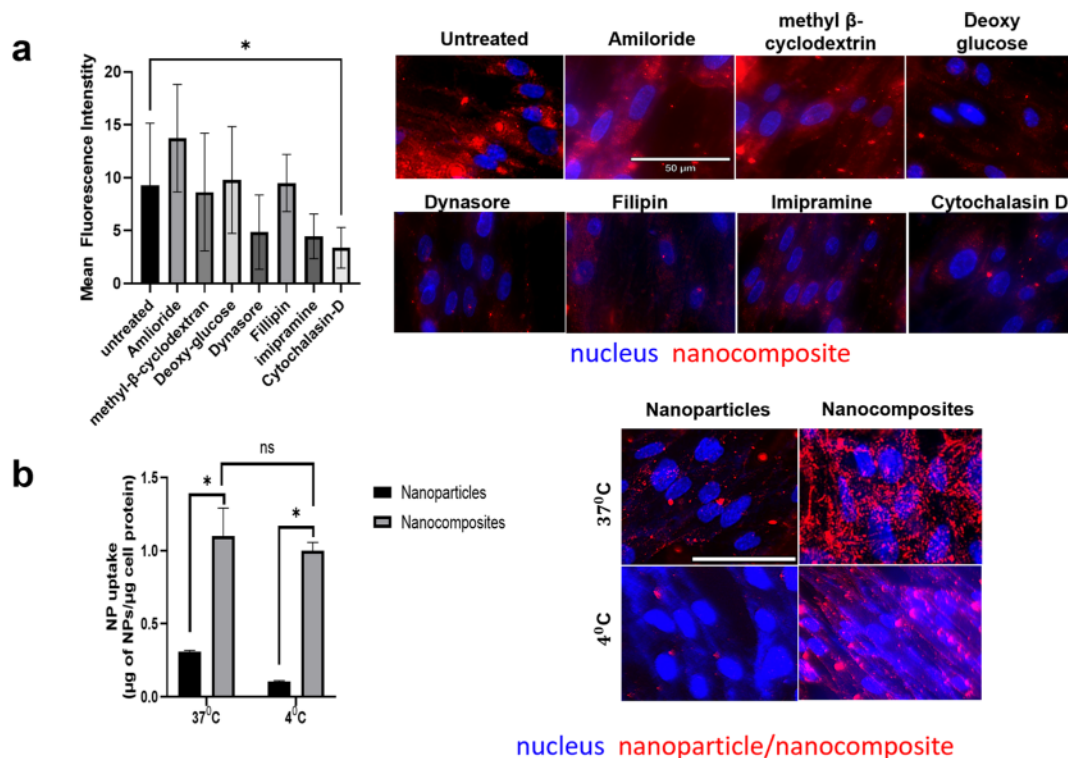 a
*
Mean Fluorescence Intenstity
20
15
10
5
0
untreated
Amlioride
methyl-β-cyclodextran
Deoxy-glucose
Dynasore
Fillipin
imipramine
Cytochalasin-D
Untreated
Amiloride
methyl β-
cyclodextrin
Deoxy
glucose
50 µm
Dynasore
Filipin
Imipramine
Cytochalasin D
nucleus nanocomposite
b
NP uptake
(µg of NPs/µg cell protein)
1.5
1.0
0.5
0.0
*
ns
*
37⁰C
4⁰C
Nanoparticles
Nanocomposites
Nanoparticles
Nanocomposites
37⁰C
4⁰C
nucleus nanoparticle/nanocomposite